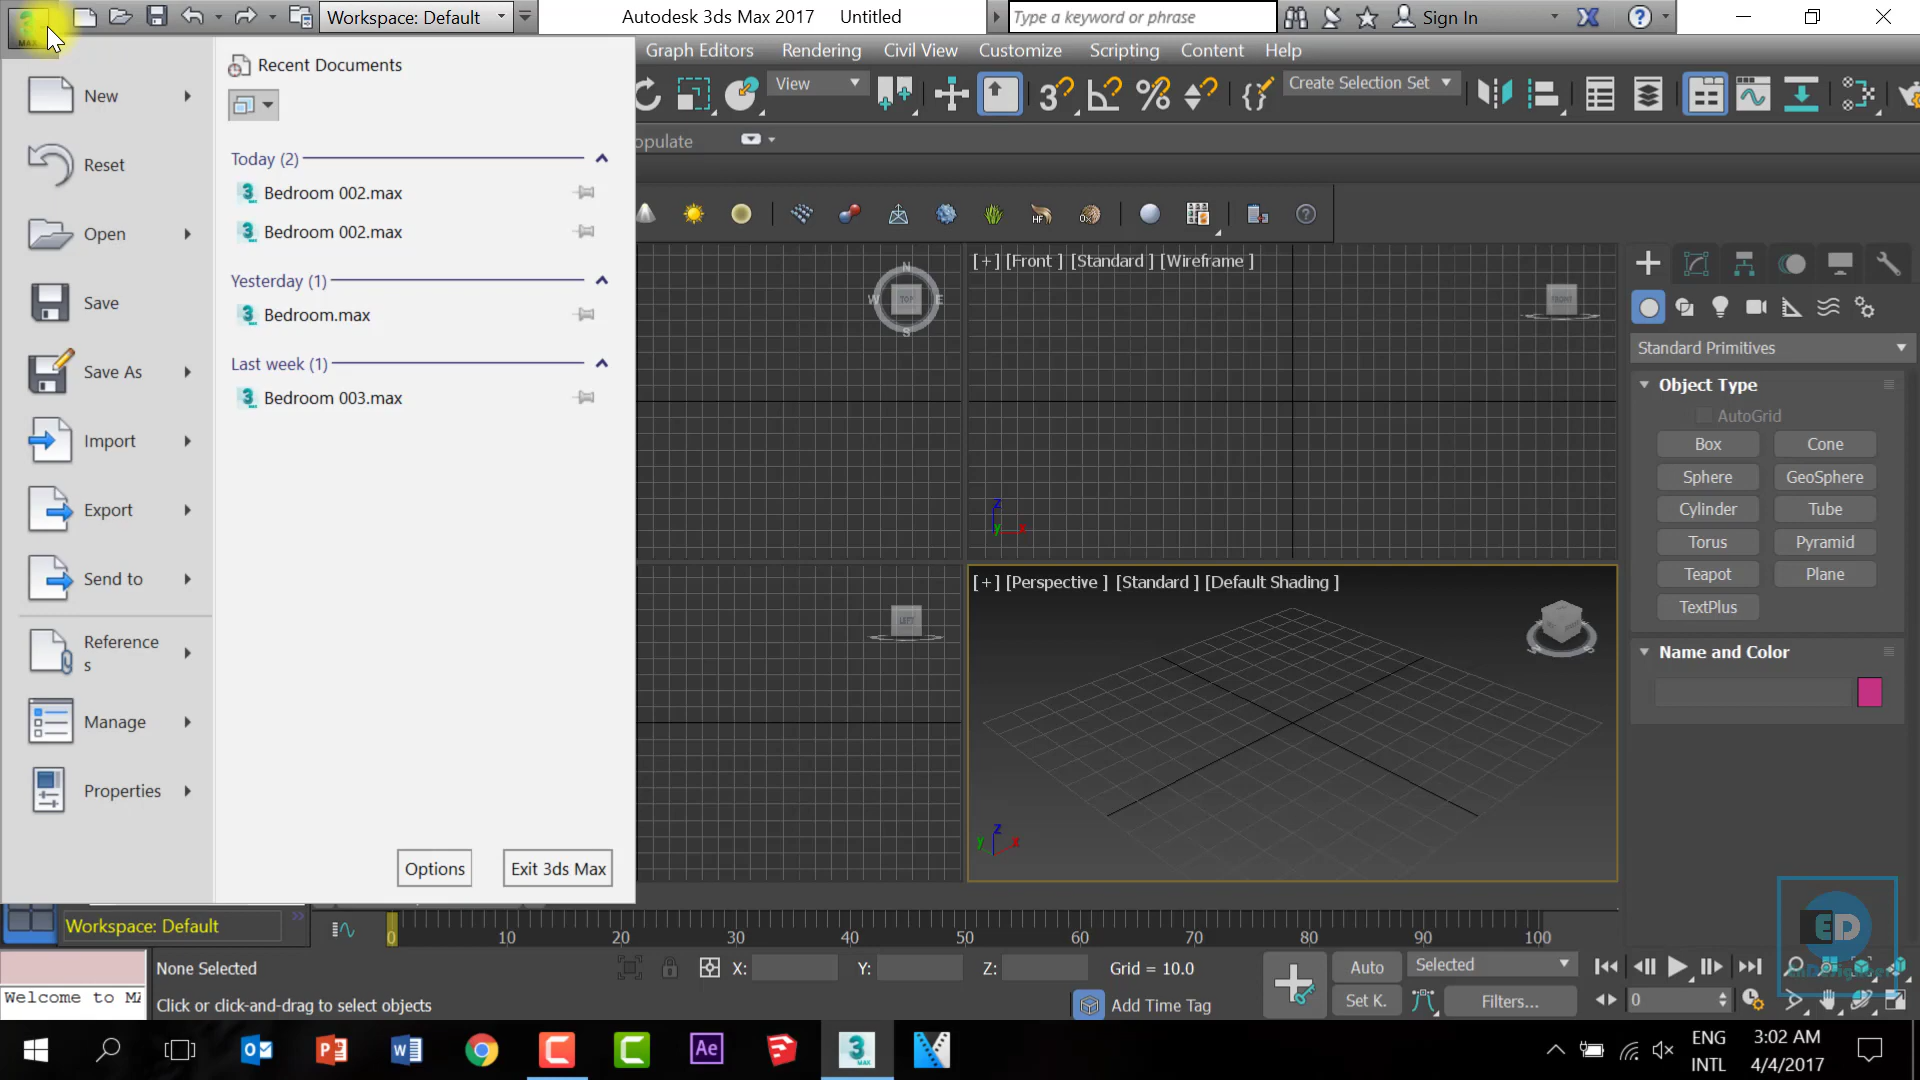 MAX
Workspace: Default
Autodesk 3ds Max 2017 Untitled
Type a keyword or phrase
Sign In
Graph Editors Rendering Civil View Customize Scripting Content Help
View
Create Selection Set
opulate
Recent Documents
New
Reset
Open
Save
Save As
Import
Export
Send to
Reference
s
Manage
Properties
Today (2)
Bedroom 002.max
Bedroom 002.max
Yesterday (1)
Bedroom.max
Last week (1)
Bedroom 003.max
Options
Exit 3ds Max
N
W TOP E
S
[+] [Front ] [Standard ] [Wireframe ]
FRONT
z
y x
LEFT
[+] [Perspective ] [Standard ] [Default Shading ]
z
y x
Standard Primitives
Object Type
AutoGrid
Box Cone
Sphere GeoSphere
Cylinder Tube
Torus Pyramid
Teapot Plane
TextPlus
Name and Color
ED
Workspace: Default
0 10 20 30 40 50 60 70 80 90 100
None Selected
X: Y: Z: Grid = 10.0
Auto Selected
Welcome to MA
Click or click-and-drag to select objects
Add Time Tag
Set K. Filters...
0
ENG
INTL
3:02 AM
4/4/2017